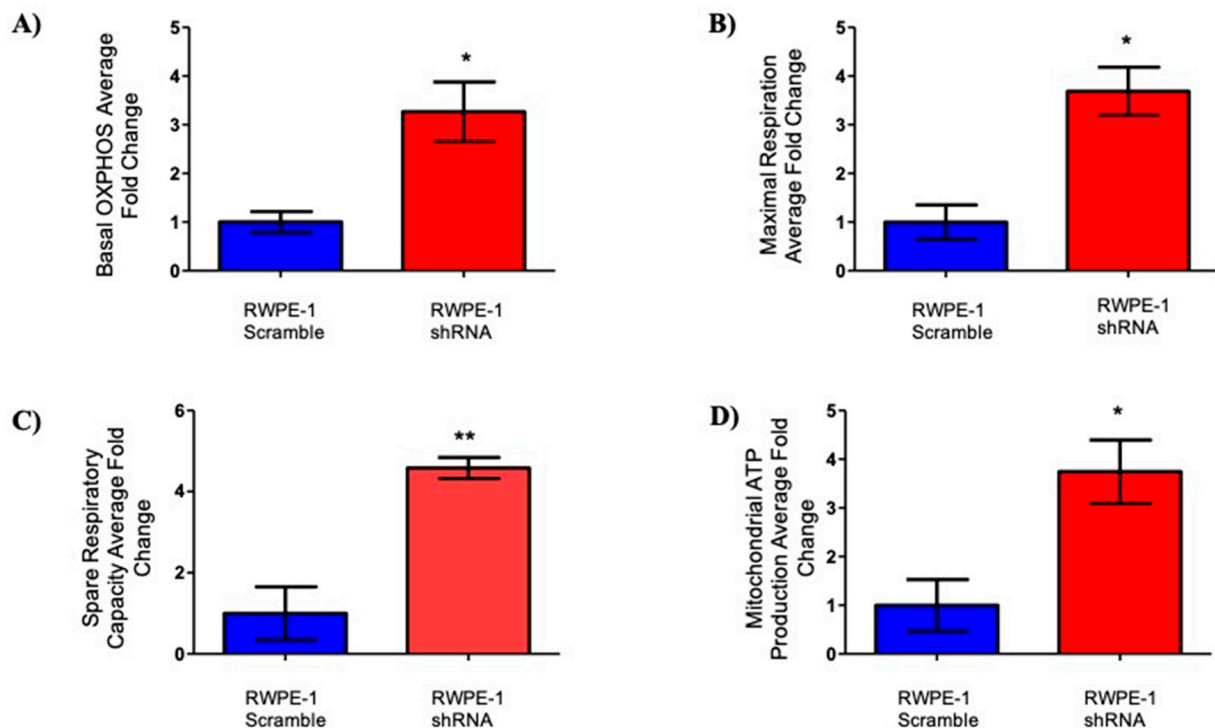 A)
Basal OXPHOS Average
Fold Change
5
4
3
2
1
0
*
RWPE-1
Scramble
RWPE-1
shRNA
B)
Maximal Respiration
Average Fold Change
5
4
3
2
1
0
*
RWPE-1
Scramble
RWPE-1
shRNA
C)
Spare Respiratory
Capacity Average Fold
Change
6
4
2
0
**
RWPE-1
Scramble
RWPE-1
shRNA
D)
Mitochondrial ATP
Production Average Fold
Change
5
4
3
2
1
0
*
RWPE-1
Scramble
RWPE-1
shRNA